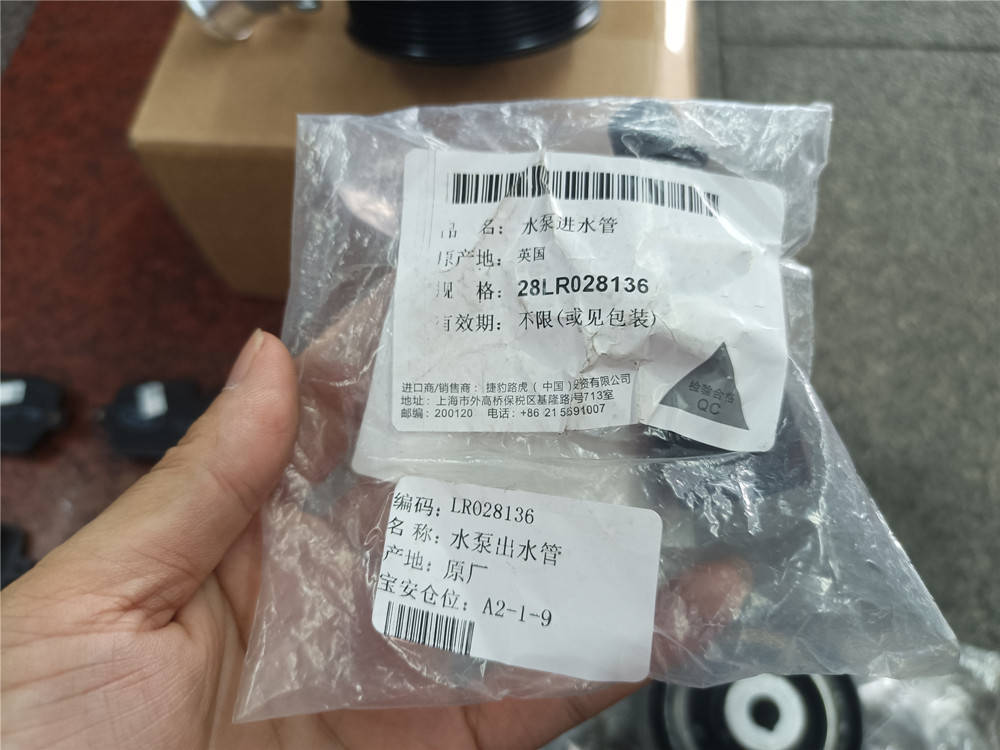 品 名: 水泵进水管
原产地: 英国
规 格: 28LR028136
有效期: 不限(或见包装)
进口商/销售商: 捷豹路虎(中国)投资有限公司
地址: 上海市外高桥保税区基隆路 号713室
邮编: 200120 电话: +86 21 5691007
检验合格
QC
编码: LR028136
名称: 水泵出水管
产地: 原厂
宝安仓位: A2-1-9